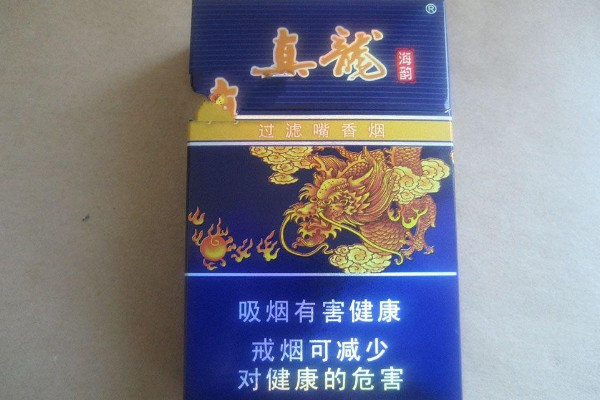 ®
真龍
海韵
过滤嘴香烟
吸烟有害健康
戒烟可减少
对健康的危害